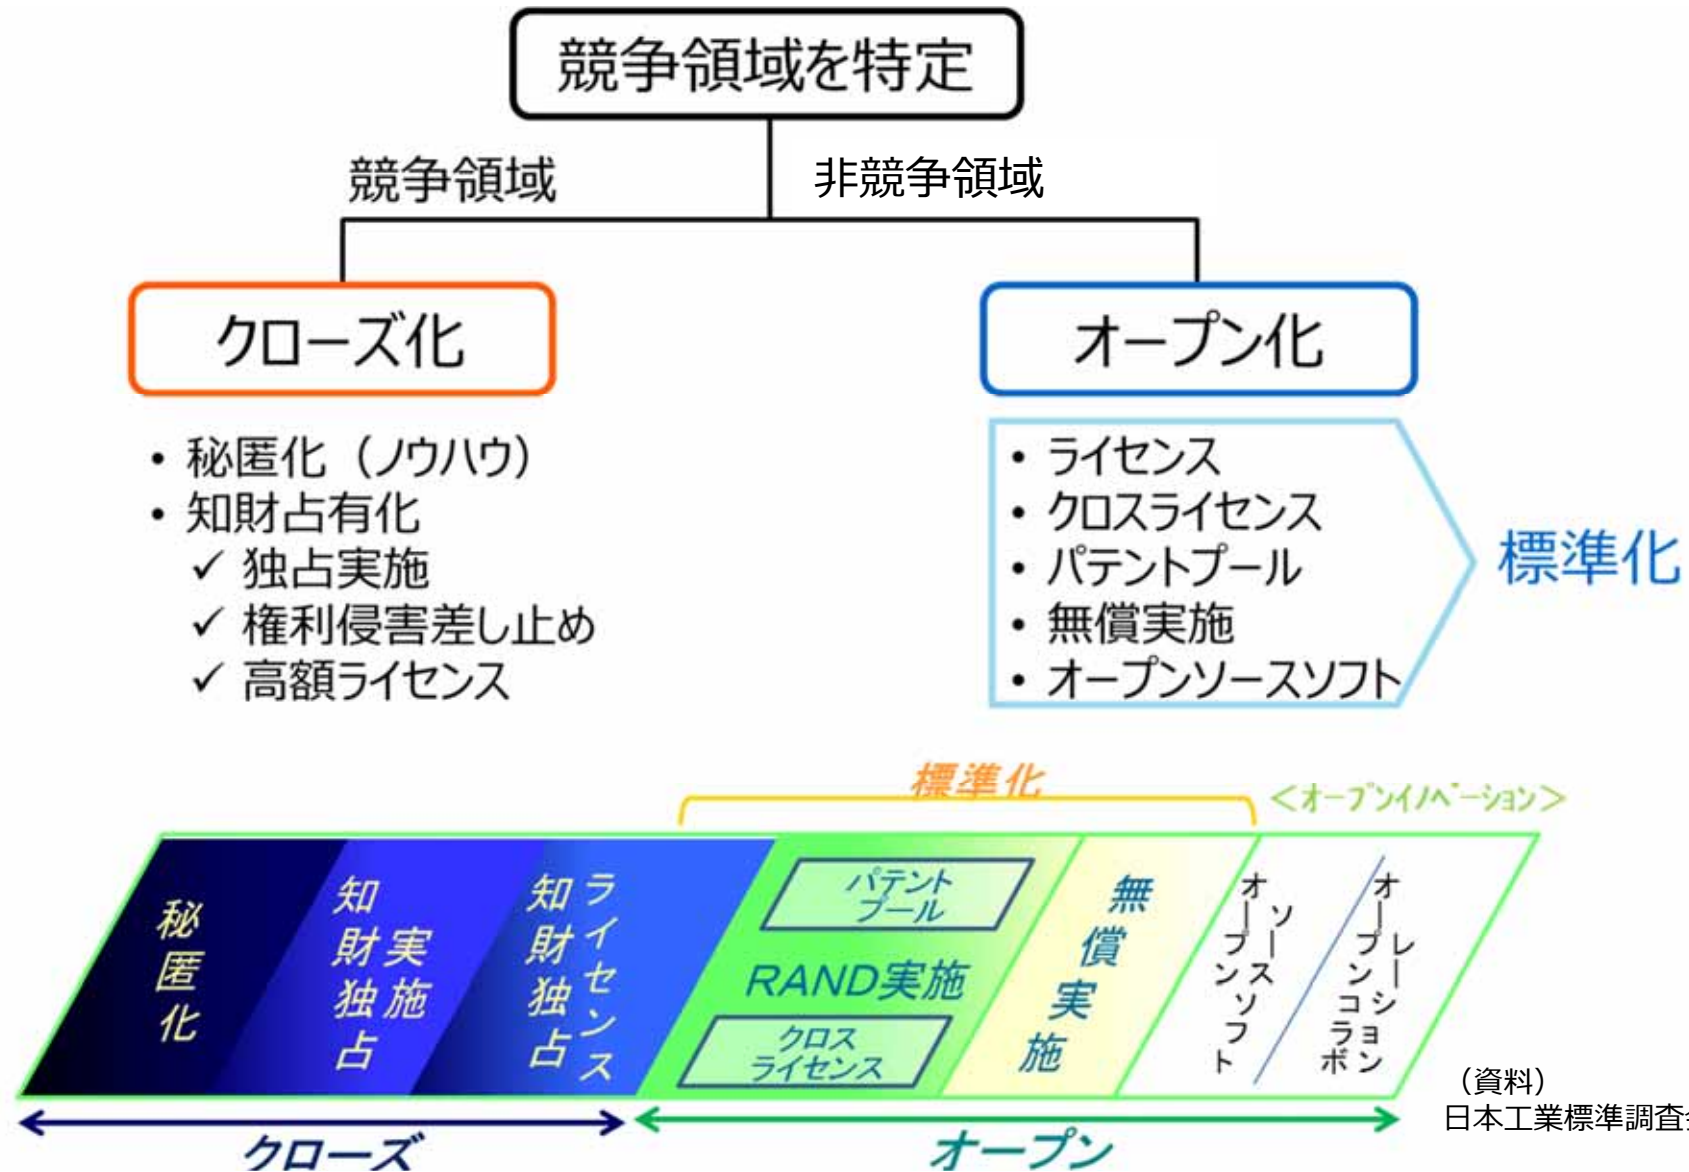 競争領域を特定
競争領域
非競争領域
クローズ化
オープン化
• 秘匿化（ノウハウ）
• 知財占有化
✓ 独占実施
✓ 権利侵害差し止め
✓ 高額ライセンス
• ライセンス
• クロスライセンス
• パテントプール
• 無償実施
• オープンソースソフト
標準化
標準化
＜オープンイノベーション＞
秘匿化
知財独占
実施
知財独占
ライセンス
パテント
プール
RAND実施
クロス
ライセンス
無償実施
オープン
ソースソフト
オープンコラボ
レーション
クローズ
オープン
（資料）
日本工業標準調査